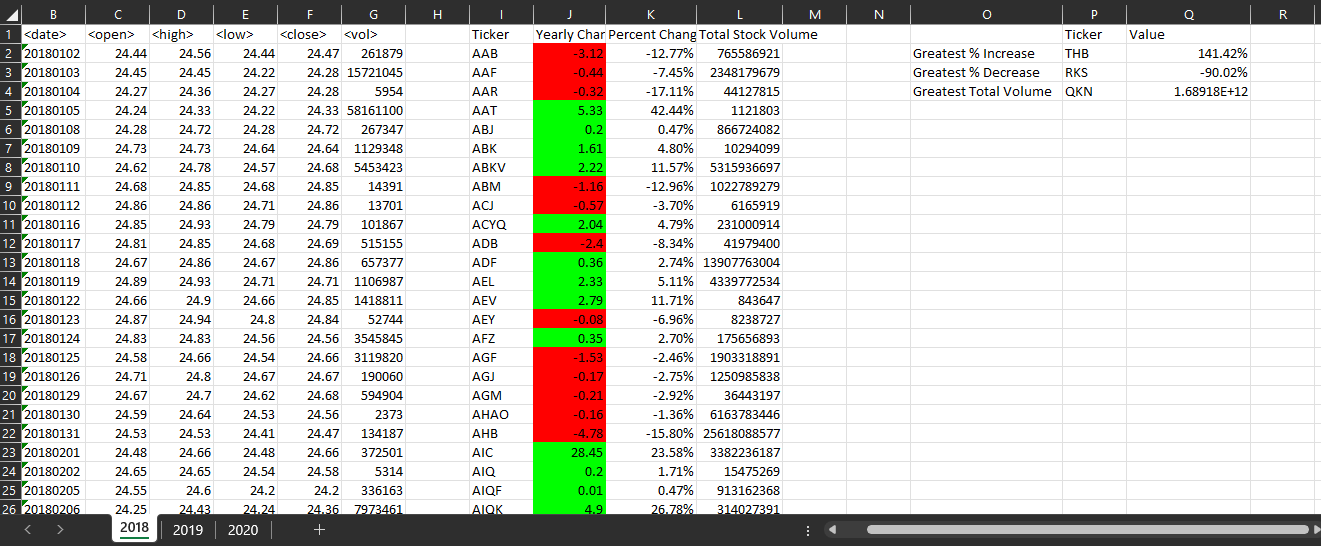 B C D E F G H I J K L M N O P Q R
1 <date> <open> <high> <low> <close> <vol> Ticker Yearly Char Percent Chang Total Stock Volume Ticker Value
2 20180102 24.44 24.56 24.44 24.47 261879 AAB -3.12 -12.77% 765586921 Greatest % Increase THB 141.42%
3 20180103 24.45 24.45 24.22 24.28 15721045 AAF -0.44 -7.45% 2348179679 Greatest % Decrease RKS -90.02%
4 20180104 24.27 24.36 24.27 24.28 5954 AAR -0.32 -17.11% 44127815 Greatest Total Volume QKN 1.68918E+12
5 20180105 24.24 24.33 24.22 24.33 58161100 AAT 5.33 42.44% 1121803
6 20180108 24.28 24.72 24.28 24.72 267347 ABJ 0.2 0.47% 866724082
7 20180109 24.73 24.73 24.64 24.64 1129348 ABK 1.61 4.80% 10294099
8 20180110 24.62 24.78 24.57 24.68 5453423 ABKV 2.22 11.57% 5315936697
9 20180111 24.68 24.85 24.68 24.85 14391 ABM -1.16 -12.96% 1022789279
10 20180112 24.86 24.86 24.71 24.86 13701 ACJ -0.57 -3.70% 6165919
11 20180116 24.85 24.93 24.79 24.79 101867 ACYQ 2.04 4.79% 231000914
12 20180117 24.81 24.85 24.68 24.69 515155 ADB -2.4 -8.34% 41979400
13 20180118 24.67 24.86 24.67 24.86 657377 ADF 0.36 2.74% 13907763004
14 20180119 24.89 24.93 24.71 24.71 1106987 AEL 2.33 5.11% 4339772534
15 20180122 24.66 24.9 24.66 24.85 1418811 AEV 2.79 11.71% 843647
16 20180123 24.87 24.94 24.8 24.84 52744 AEY -0.08 -6.96% 8238727
17 20180124 24.83 24.83 24.56 24.56 3545845 AFZ 0.35 2.70% 175656893
18 20180125 24.58 24.66 24.54 24.66 3119820 AGF -1.53 -2.46% 1903318891
19 20180126 24.71 24.8 24.67 24.67 190060 AGJ -0.17 -2.75% 1250985838
20 20180129 24.67 24.7 24.62 24.68 594904 AGM -0.21 -2.92% 36443197
21 20180130 24.59 24.64 24.53 24.56 2373 AHAO -0.16 -1.36% 6163783446
22 20180131 24.53 24.53 24.41 24.47 134187 AHB -4.78 -15.80% 25618088577
23 20180201 24.48 24.66 24.48 24.66 372501 AIC 28.45 23.58% 3382236187
24 20180202 24.65 24.65 24.54 24.58 5314 AIQ 0.2 1.71% 15475269
25 20180205 24.55 24.6 24.2 24.2 336163 AIQF 0.01 0.47% 913162368
26 20180206 24.25 24.43 24.24 24.36 7973461 AIQK 4.9 26.78% 314027391
2018 2019 2020